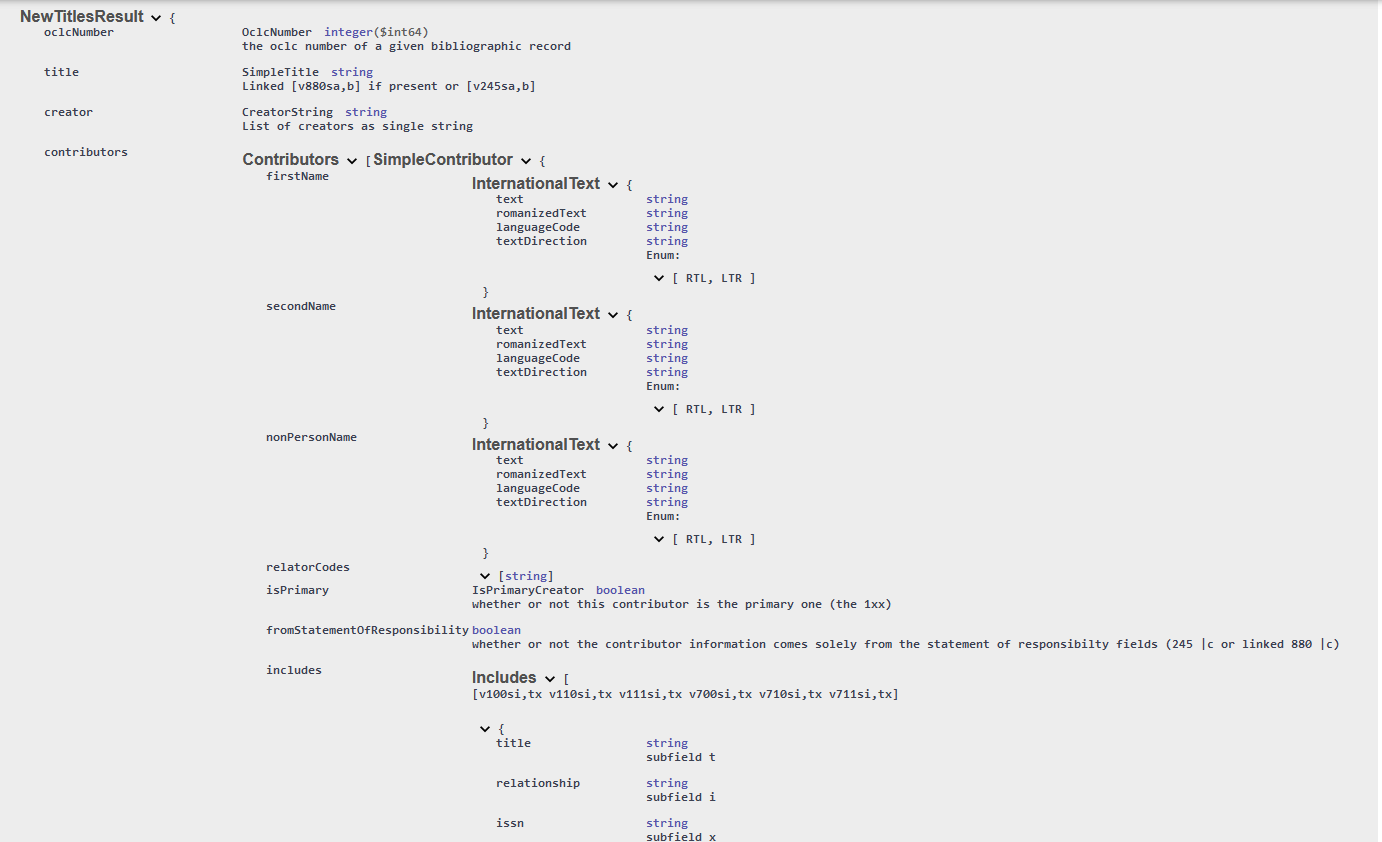 NewTitlesResult {
oclcNumber OclcNumber integer($int64)
the oclc number of a given bibliographic record
title SimpleTitle string
Linked [v880sa,b] if present or [v245sa,b]
creator CreatorString string
List of creators as single string
contributors Contributors [SimpleContributor {
firstName InternationalText {
text string
romanizedText string
languageCode string
textDirection string
Enum:
[ RTL, LTR ]
}
secondName InternationalText {
text string
romanizedText string
languageCode string
textDirection string
Enum:
[ RTL, LTR ]
}
nonPersonName InternationalText {
text string
romanizedText string
languageCode string
textDirection string
Enum:
[ RTL, LTR ]
}
relatorCodes [string]
isPrimary IsPrimaryCreator boolean
whether or not this contributor is the primary one (the 1xx)
fromStatementOfResponsibility boolean
whether or not the contributor information comes solely from the statement of responsibilty fields (245 |c or linked 880 |c)
includes Includes [
[v100si,tx v110si,tx v111si,tx v700si,tx v710si,tx v711si,tx]
{
title string
subfield t
relationship string
subfield i
issn string
subfield x